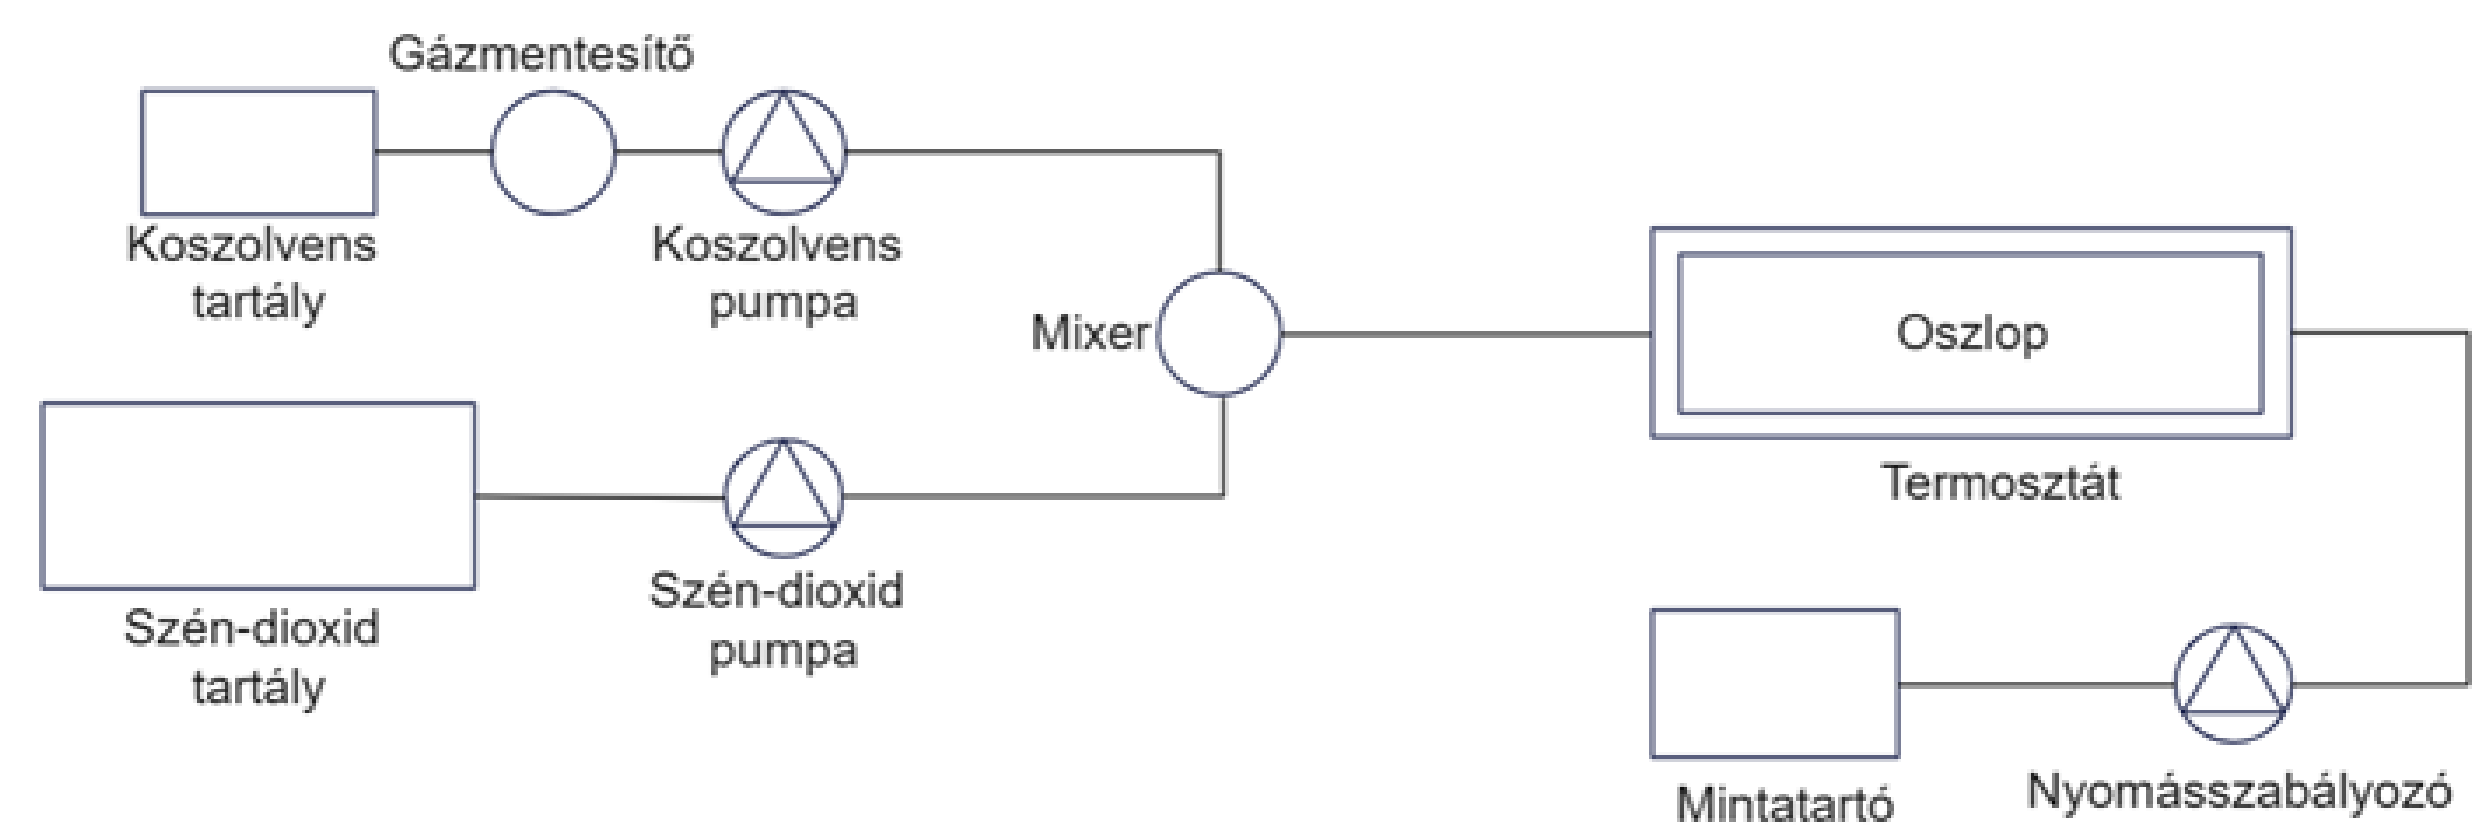 Gázmentesítő
Koszolvens
tartály
Koszolvens
pumpa
Mixer
Oszlop
Termosztát
Szén-dioxid
tartály
Szén-dioxid
pumpa
Mintatartó
Nyomásszabályozó